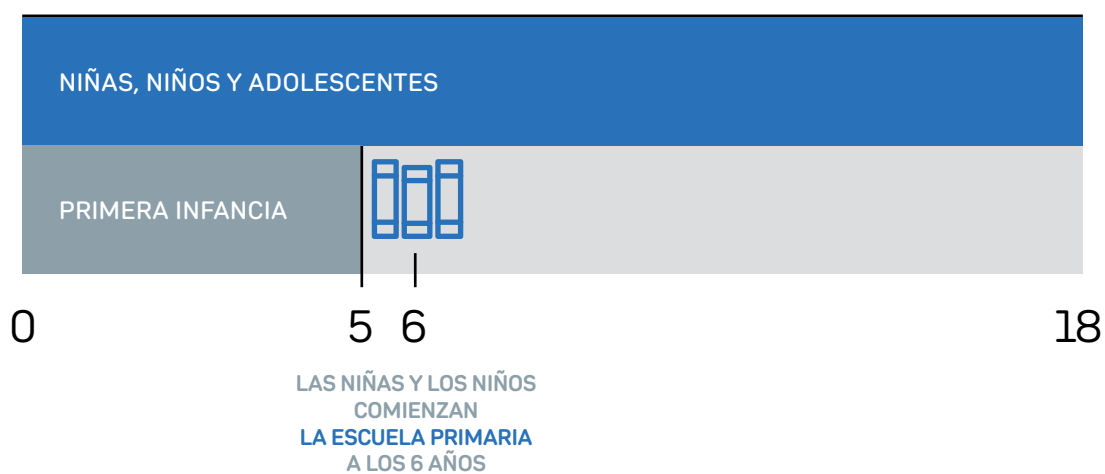 NIÑAS, NIÑOS Y ADOLESCENTES
PRIMERA INFANCIA
0 5 6 18
LAS NIÑAS Y LOS NIÑOS
COMIENZAN
LA ESCUELA PRIMARIA
A LOS 6 AÑOS